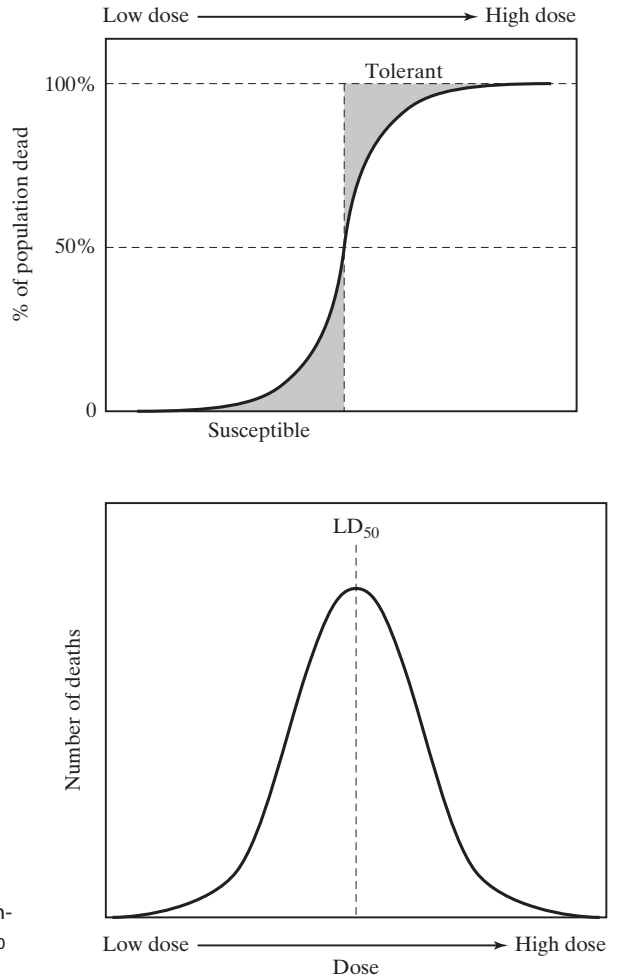 Low dose High dose
Tolerant
100%
% of population dead
50%
0
Susceptible
LD50
Number of deaths
n-
Low dose High dose
Dose